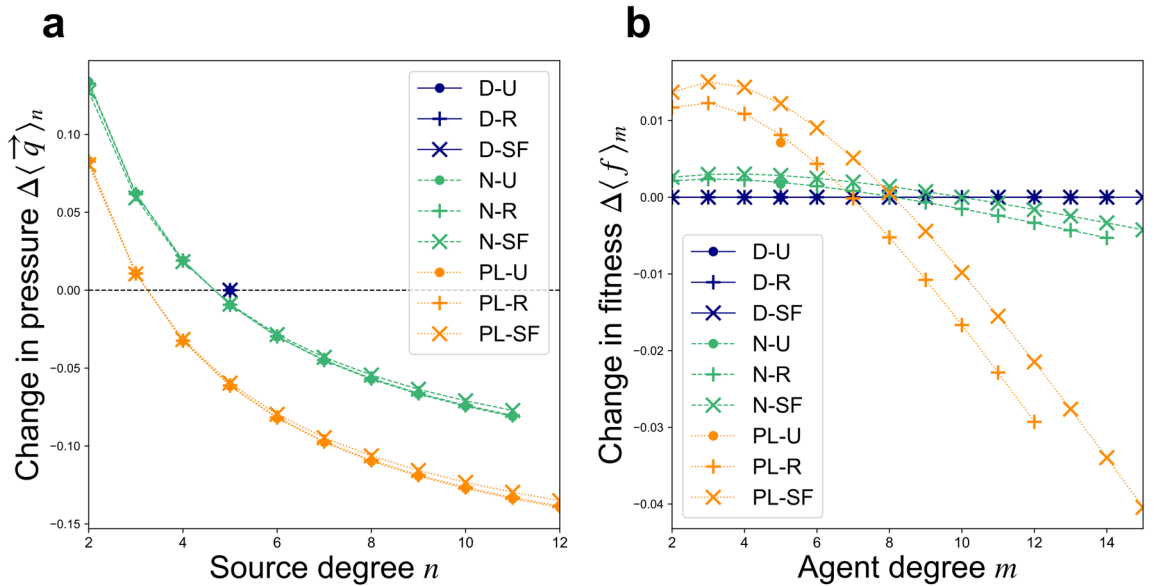 a
Change in pressure Δ⟨q⃗⟩ₙ
0.10
0.05
0.00
−0.05
−0.10
−0.15
2 4 6 8 10 12
Source degree n
D-U
D-R
D-SF
N-U
N-R
N-SF
PL-U
PL-R
PL-SF
b
Change in fitness Δ⟨f⟩ₘ
0.01
0.00
−0.01
−0.02
−0.03
−0.04
2 4 6 8 10 12 14
Agent degree m
D-U
D-R
D-SF
N-U
N-R
N-SF
PL-U
PL-R
PL-SF